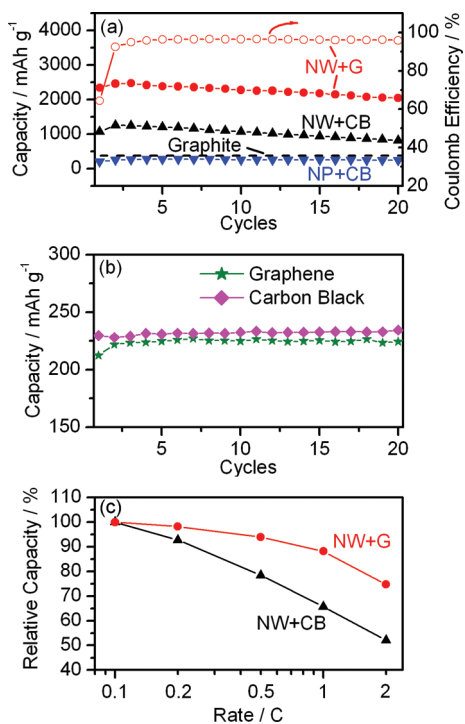 (a)
Capacity / mAh g-1
4000
3000
2000
1000
0
Coulomb Efficiency / %
100
80
60
40
20
NW+G
NW+CB
Graphite
NP+CB
5 10 15 20
Cycles
(b)
Capacity / mAh g-1
300
250
200
150
Graphene
Carbon Black
5 10 15 20
Cycles
(c)
Relative Capacity / %
110
100
90
80
70
60
50
40
NW+G
NW+CB
0.1 0.2 0.5 1 2
Rate / C